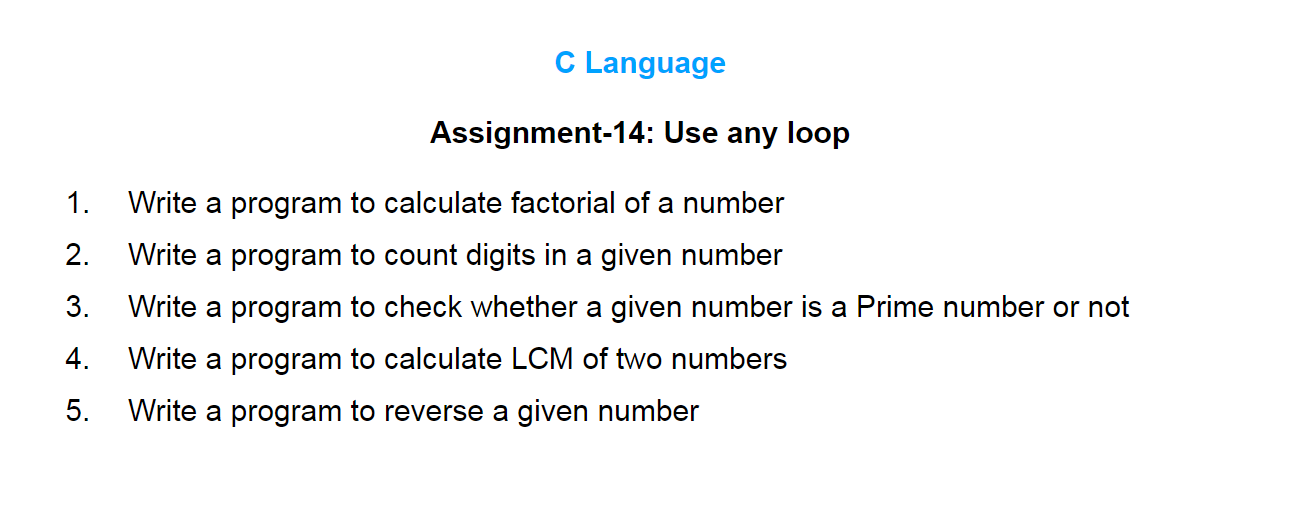 C Language
Assignment-14: Use any loop
1. Write a program to calculate factorial of a number
2. Write a program to count digits in a given number
3. Write a program to check whether a given number is a Prime number or not
4. Write a program to calculate LCM of two numbers
5. Write a program to reverse a given number